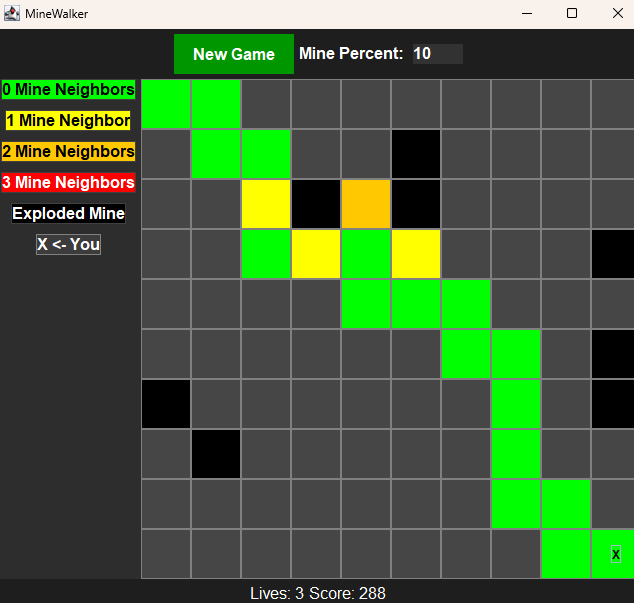 MineWalker
New Game Mine Percent: 10
0 Mine Neighbors
1 Mine Neighbor
2 Mine Neighbors
3 Mine Neighbors
Exploded Mine
X <- You
X
Lives: 3 Score: 288